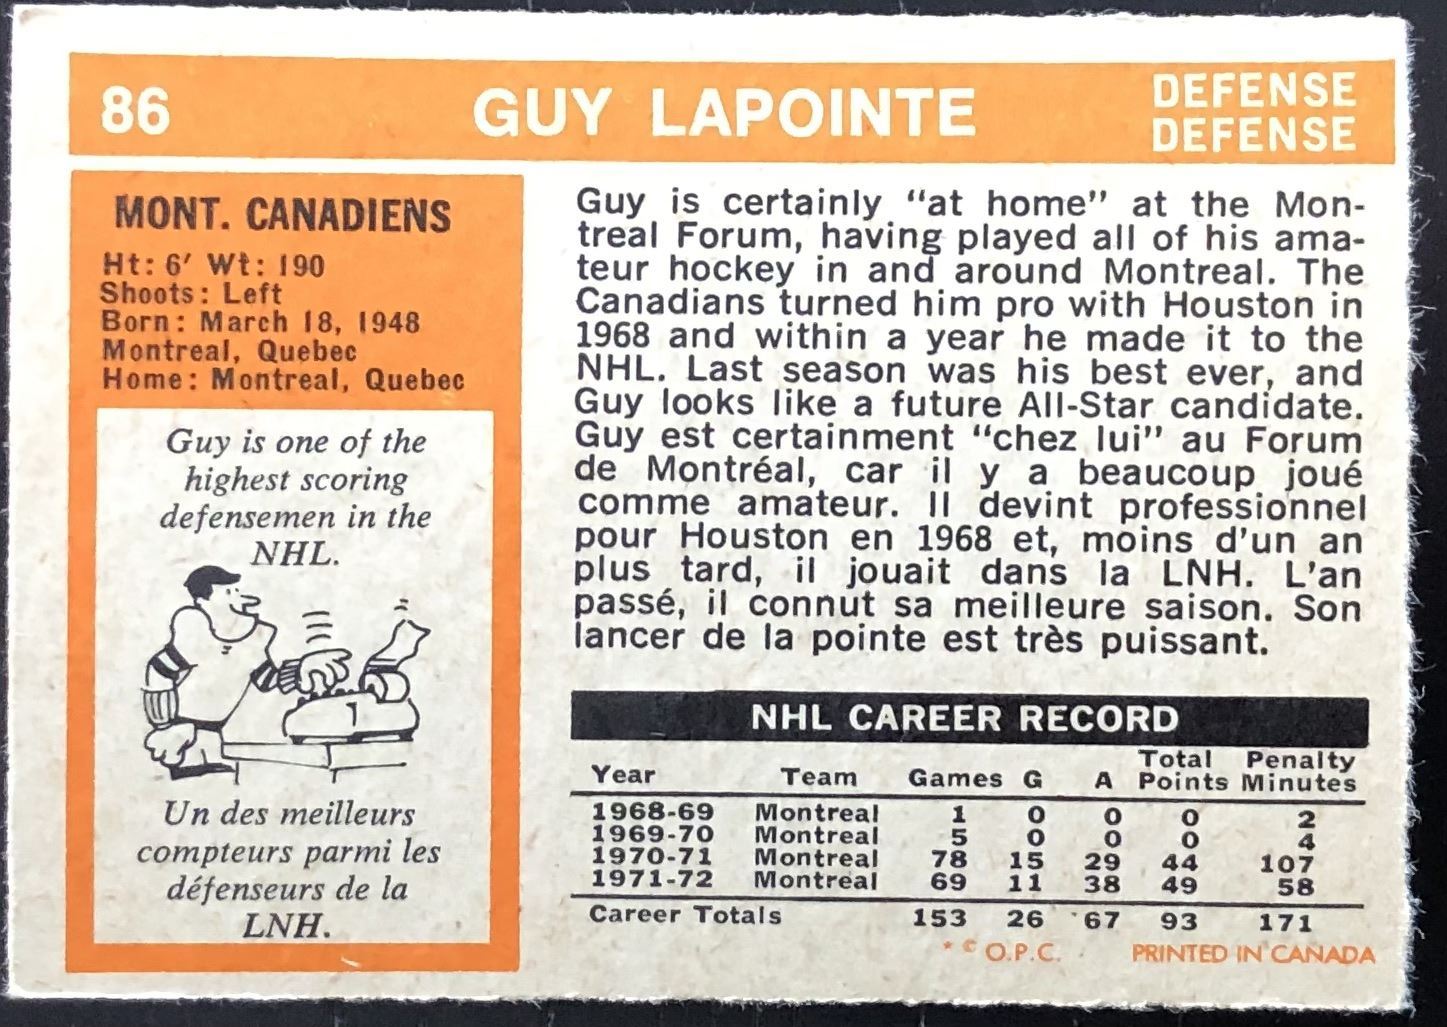 86
GUY LAPOINTE
DEFENSE
DEFENSE
MONT. CANADIENS
Ht: 6' Wt: 190
Shoots: Left
Born: March 18, 1948
Montreal, Quebec
Home: Montreal, Quebec
Guy is one of the
highest scoring
defensemen in the
NHL.
1
Un des meilleurs
compteurs parmi les
défenseurs de la
LNH.
Guy is certainly "at home" at the Mon-
treal Forum, having played all of his ama-
teur hockey in and around Montreal. The
Canadians turned him pro with Houston in
1968 and within a year he made it to the
NHL. Last season was his best ever, and
Guy looks like a future All-Star candidate.
Guy est certainment "chez lui" au Forum
de Montréal, car il y a beaucoup joué
comme amateur. Il devint professionnel
pour Houston en 1968 et, moins d'un an
plus tard, il jouait dans la LNH. L'an
passé, il connut sa meilleure saison. Son
lancer de la pointe est très puissant.
NHL CAREER RECORD
Year Team Games G A Total Points Penalty Minutes
1968-69 Montreal 1 0 0 0 2
1969-70 Montreal 5 0 0 0 4
1970-71 Montreal 78 15 29 44 107
1971-72 Montreal 69 11 38 49 58
Career Totals 153 26 67 93 171
* © O.P.C. PRINTED IN CANADA